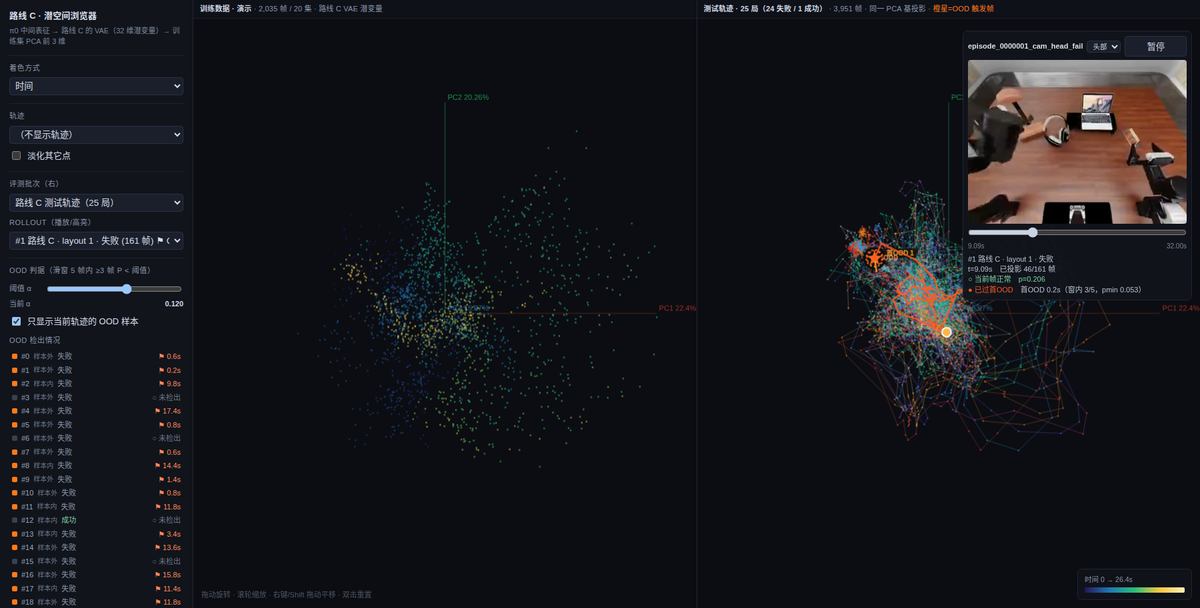 路线 C · 潜空间浏览器
π0 中间表征 → 路线 C 的 VAE（32 维潜变量）→ 训
练集 PCA 前 3 维
着色方式
时间
轨迹
（不显示轨迹）
淡化其它点
评测批次（右）
路线 C 测试轨迹（25 局）
ROLLOUT（播放/高亮）
#1 路线 C · layout 1 · 失败 (161 帧) ⚑ (
OOD 判据（滑窗 5 帧内 ≥3 帧 P < 阈值）
阈值 α
当前 α 0.120
只显示当前轨迹的 OOD 样本
OOD 检出情况
#0 样本外 失败 ⚑ 0.6s
#1 样本外 失败 ⚑ 0.2s
#2 样本内 失败 ⚑ 9.8s
#3 样本外 失败 ○ 未检出
#4 样本外 失败 ⚑ 17.4s
#5 样本外 失败 ⚑ 0.8s
#6 样本外 失败 ○ 未检出
#7 样本外 失败 ⚑ 0.6s
#8 样本内 失败 ⚑ 14.4s
#9 样本外 失败 ⚑ 1.4s
#10 样本外 失败 ⚑ 0.8s
#11 样本内 失败 ⚑ 11.8s
#12 样本内 成功 ○ 未检出
#13 样本内 失败 ⚑ 3.4s
#14 样本外 失败 ⚑ 13.6s
#15 样本外 失败 ○ 未检出
#16 样本外 失败 ⚑ 15.8s
#17 样本内 失败 ⚑ 11.4s
#18 样本外 失败 ⚑ 11.8s
训练数据 · 演示 · 2,035 帧 / 20 集 · 路线 C VAE 潜变量
PC2 20.26%
PC1 22.4%
拖动旋转 · 滚轮缩放 · 右键/Shift 拖动平移 · 双击重置
测试轨迹 · 25 局（24 失败 / 1 成功） · 3,951 帧 · 同一 PCA 基投影 · 橙星=OOD 触发帧
PC1 22.4%
episode_0000001_cam_head_fail
头部
暂停
9.09s 32.00s
#1 路线 C · layout 1 · 失败
t=9.09s 已投影 46/161 帧
○ 当前帧正常 p=0.206
● 已过首OOD 首OOD 0.2s（窗内 3/5，pmin 0.053）
时间 0 → 26.4s